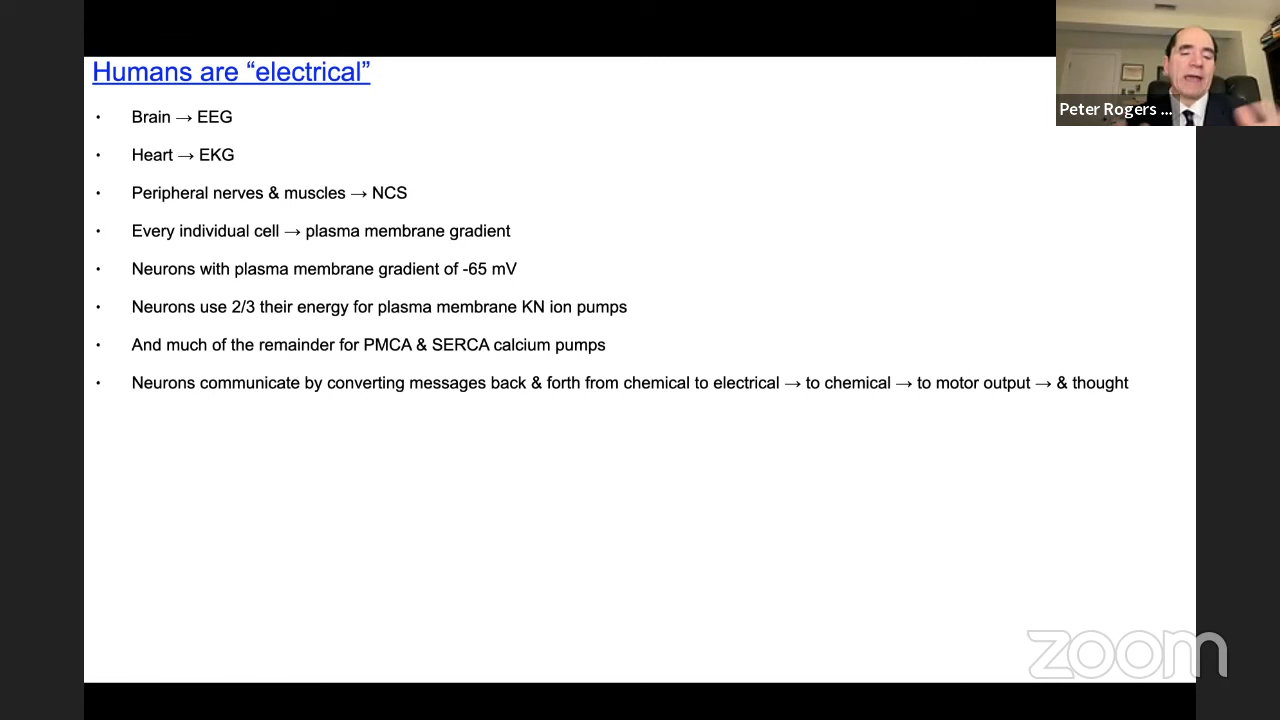 Humans are “electrical”
• Brain → EEG
• Heart → EKG
• Peripheral nerves & muscles → NCS
• Every individual cell → plasma membrane gradient
• Neurons with plasma membrane gradient of -65 mV
• Neurons use 2/3 their energy for plasma membrane KN ion pumps
• And much of the remainder for PMCA & SERCA calcium pumps
• Neurons communicate by converting messages back & forth from chemical to electrical → to chemical → to motor output → & thought
Peter Rogers ...
zoom